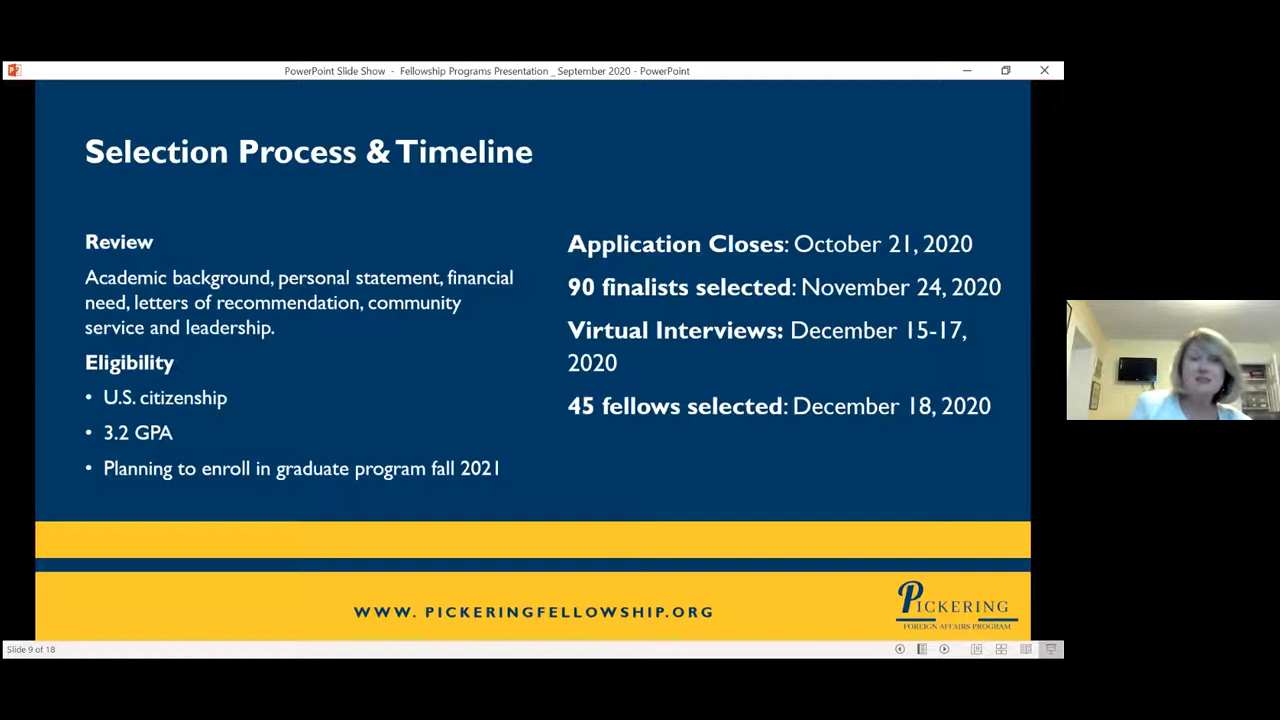 PowerPoint Slide Show - Fellowship Programs Presentation _ September 2020 - PowerPoint
Selection Process & Timeline
Review
Academic background, personal statement, financial
need, letters of recommendation, community
service and leadership.
Eligibility
• U.S. citizenship
• 3.2 GPA
• Planning to enroll in graduate program fall 2021
Application Closes: October 21, 2020
90 finalists selected: November 24, 2020
Virtual Interviews: December 15-17,
2020
45 fellows selected: December 18, 2020
WWW. PICKERINGFELLOWSHIP.ORG
PICKERING
FOREIGN AFFAIRS PROGRAM
Slide 9 of 18